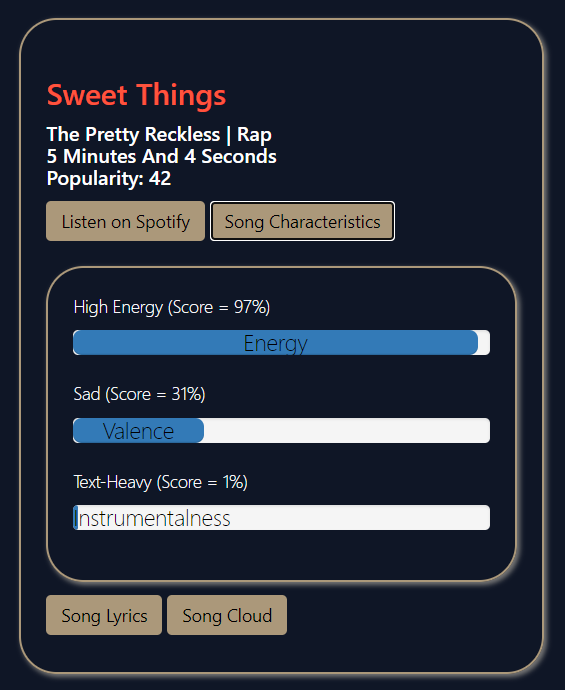 Sweet Things
The Pretty Reckless | Rap
5 Minutes And 4 Seconds
Popularity: 42
Listen on Spotify
Song Characteristics
High Energy (Score = 97%)
Energy
Sad (Score = 31%)
Valence
Text-Heavy (Score = 1%)
Instrumentalness
Song Lyrics
Song Cloud